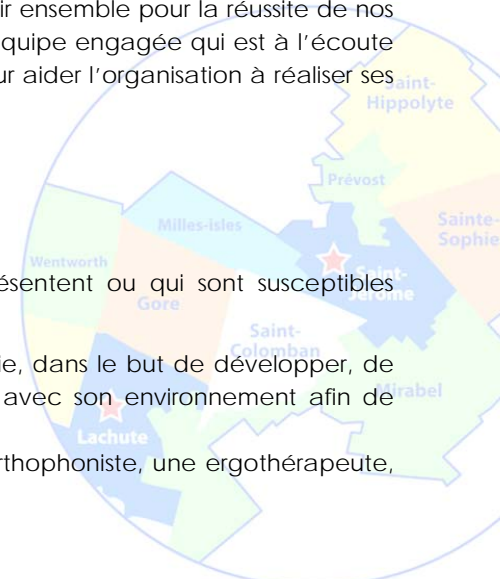 ir ensemble pour la réussite de nos
quipe engagée qui est à l'écoute
ur aider l'organisation à réaliser ses
Saint-
Hippolyte
Prévost
Milles-isles
Sainte-
Sophie
Wentworth
ésentent ou qui sont susceptibles
Saint-
Jérôme
Gore
Saint-
Colomban
ie, dans le but de développer, de
Mirabel
avec son environnement afin de
Lachute
rthophoniste, une ergothérapeute,